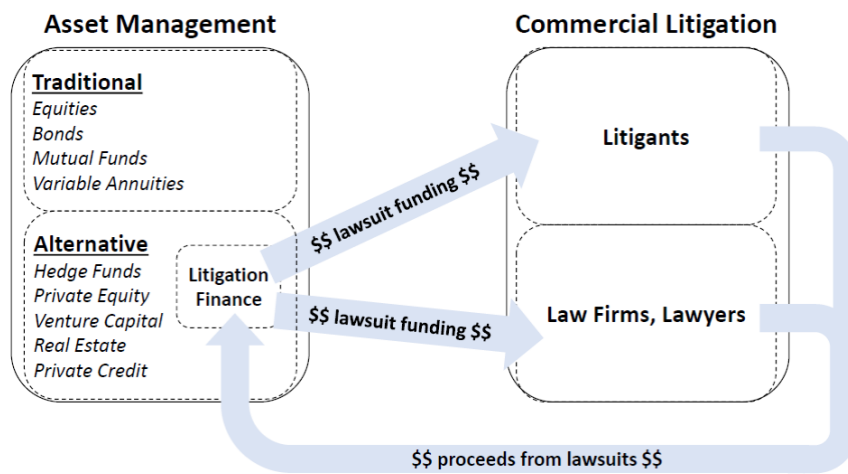 Asset Management
Traditional
Equities
Bonds
Mutual Funds
Variable Annuities
Alternative
Hedge Funds
Private Equity
Venture Capital
Real Estate
Private Credit
Litigation
Finance
$$ lawsuit funding $$
$$ lawsuit funding $$
Commercial Litigation
Litigants
Law Firms, Lawyers
$$ proceeds from lawsuits $$